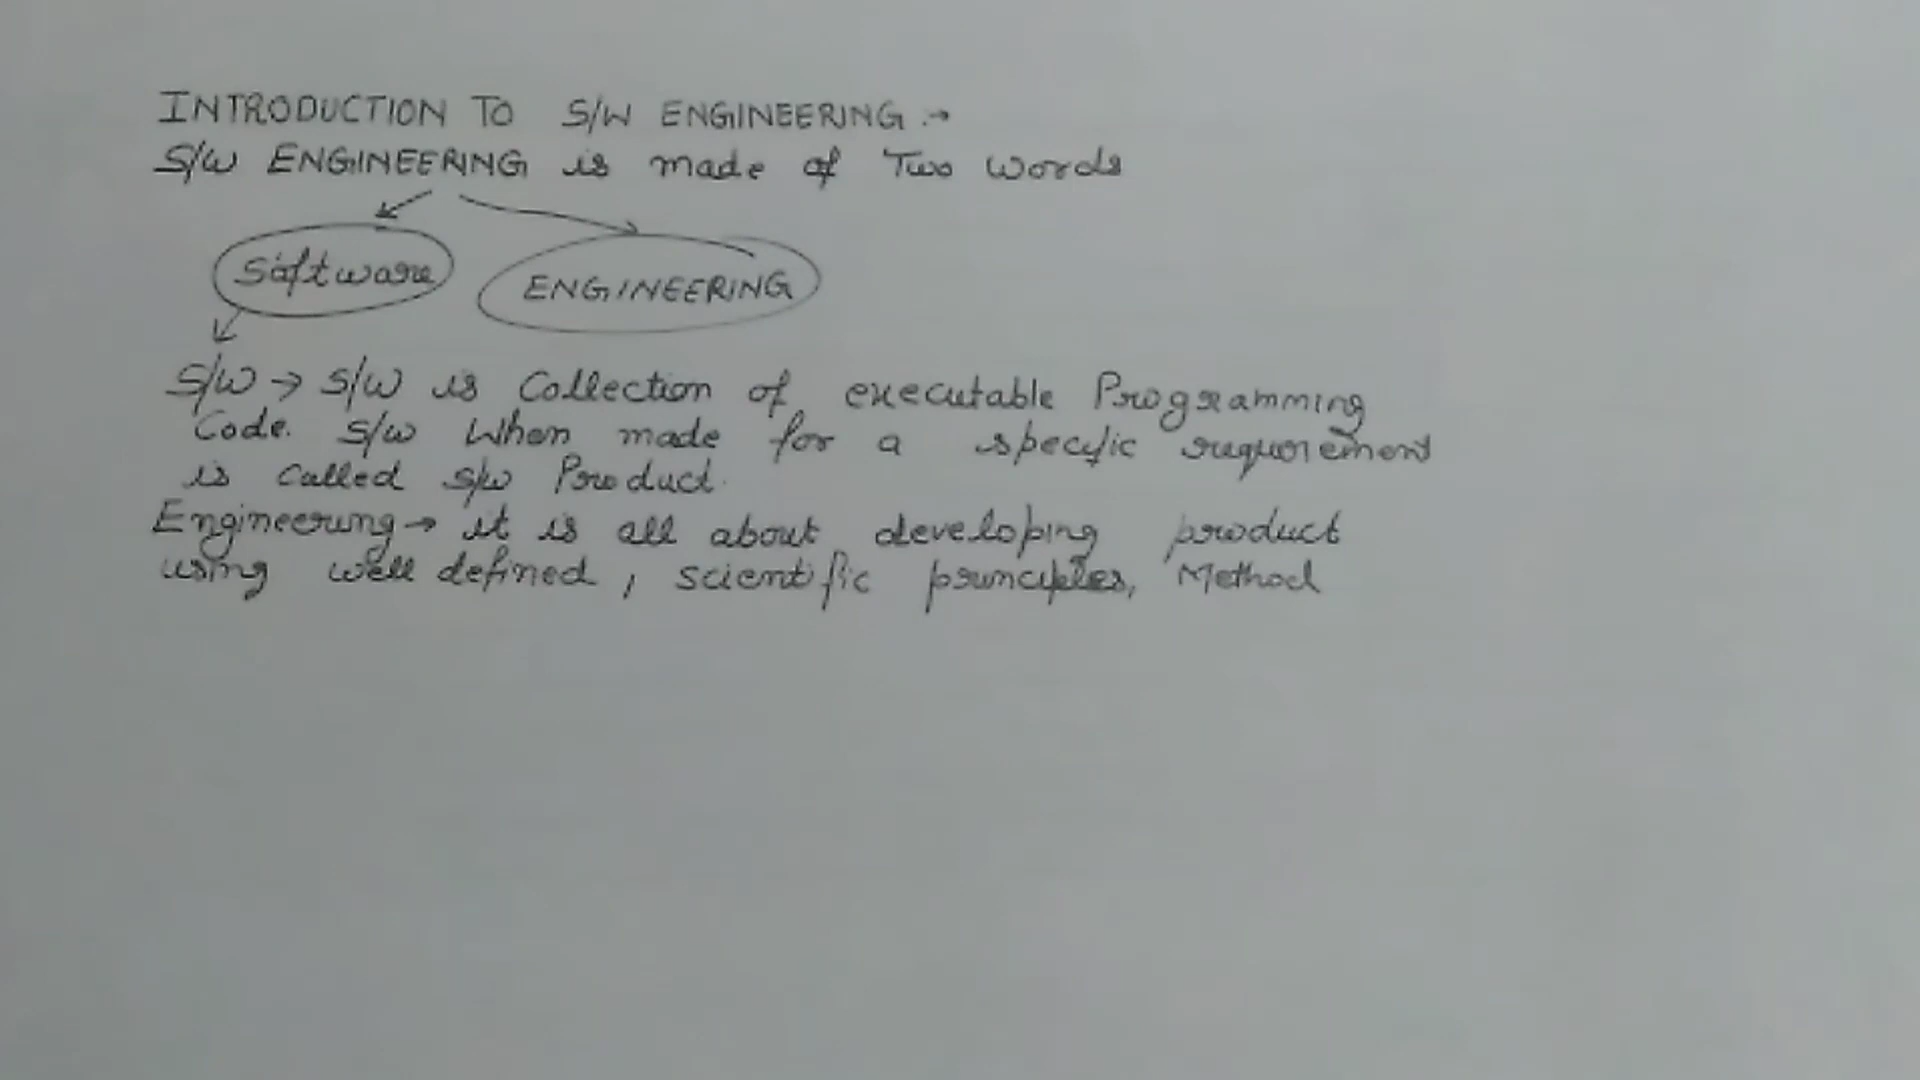 INTRODUCTION TO S/W ENGINEERING :→
S/W ENGINEERING is made of Two words
Software
ENGINEERING
S/W → S/W is Collection of executable Programming
Code. S/W When made for a specific requirement
is called s/w Product.
Engineering → it is all about developing product
using well defined, scientific principles, Method